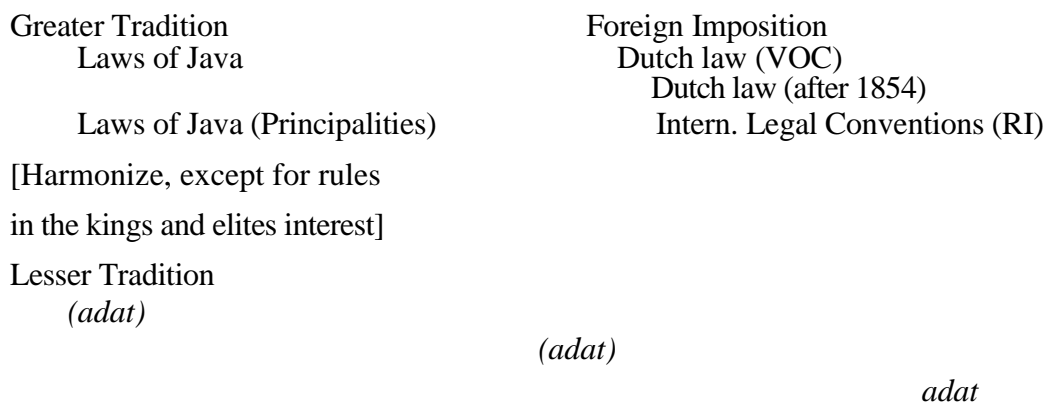 Greater Tradition Foreign Imposition
Laws of Java Dutch law (VOC)
Dutch law (after 1854)
Laws of Java (Principalities) Intern. Legal Conventions (RI)
[Harmonize, except for rules
in the kings and elites interest]
Lesser Tradition
(adat)
(adat)
adat